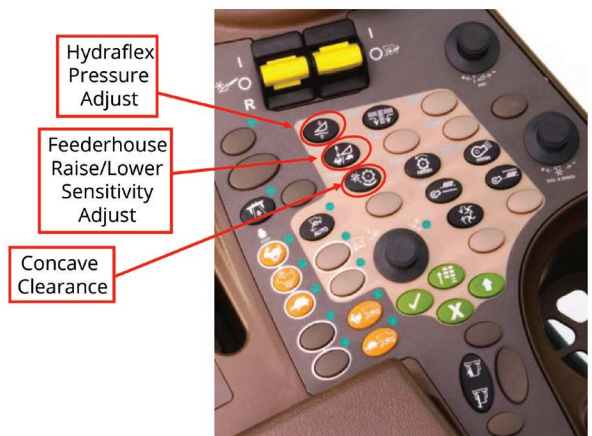 Hydraflex
Pressure
Adjust
Feederhouse
Raise/Lower
Sensitivity
Adjust
Concave
Clearance
I
I
O
O
R
AUTO